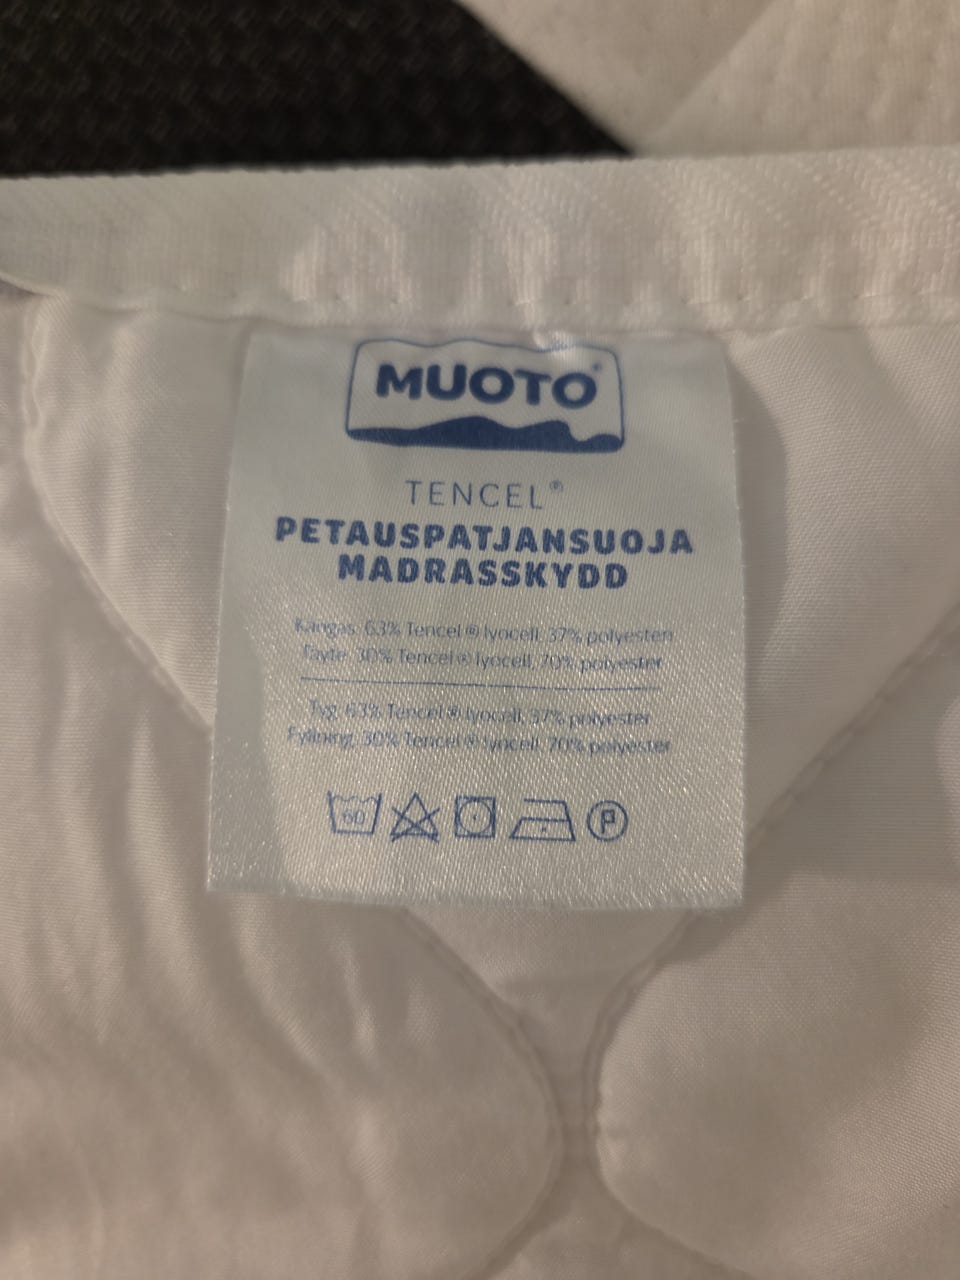 MUOTO®
TENCEL®
PETAUSPATJANSUOJA
MADRASSKYDD
Kangas: 63% Tencel® lyocell, 37% polyesteri
Täyte: 30% Tencel® lyocell, 70% polyester
Tyg: 63% Tencel® lyocell, 37% polyester
Fyllning: 30% Tencel® lyocell, 70% polyester
60 P